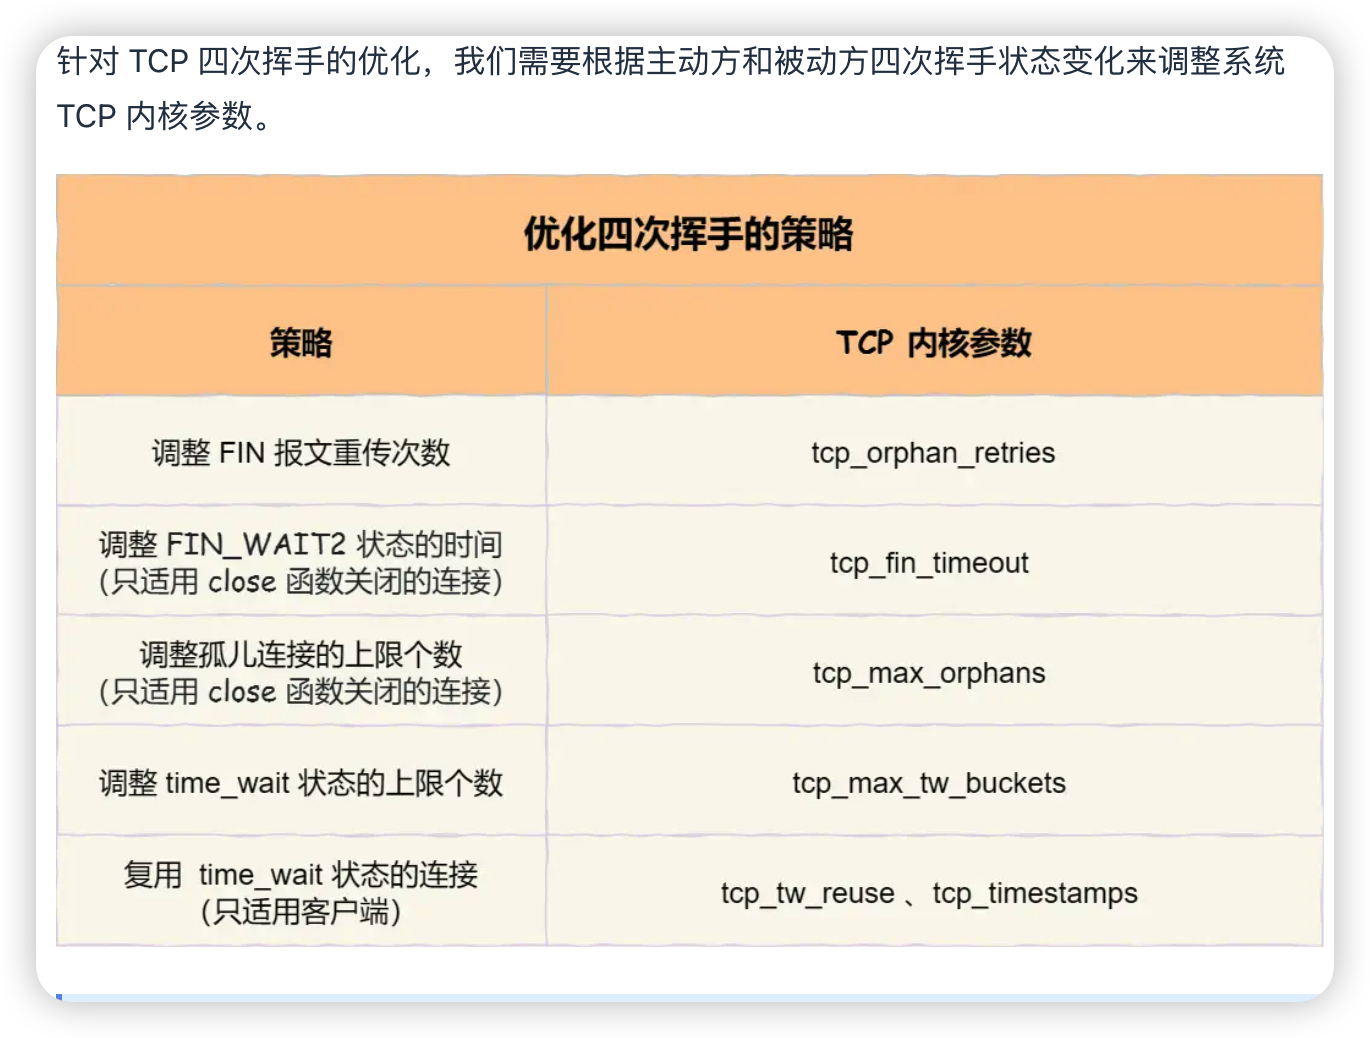 针对 TCP 四次挥手的优化，我们需要根据主动方和被动方四次挥手状态变化来调整系统
TCP 内核参数。
优化四次挥手的策略
策略
TCP 内核参数
调整 FIN 报文重传次数
tcp_orphan_retries
调整 FIN_WAIT2 状态的时间
（只适用 close 函数关闭的连接）
tcp_fin_timeout
调整孤儿连接的上限个数
（只适用 close 函数关闭的连接）
tcp_max_orphans
调整 time_wait 状态的上限个数
tcp_max_tw_buckets
复用 time_wait 状态的连接
（只适用客户端）
tcp_tw_reuse 、tcp_timestamps